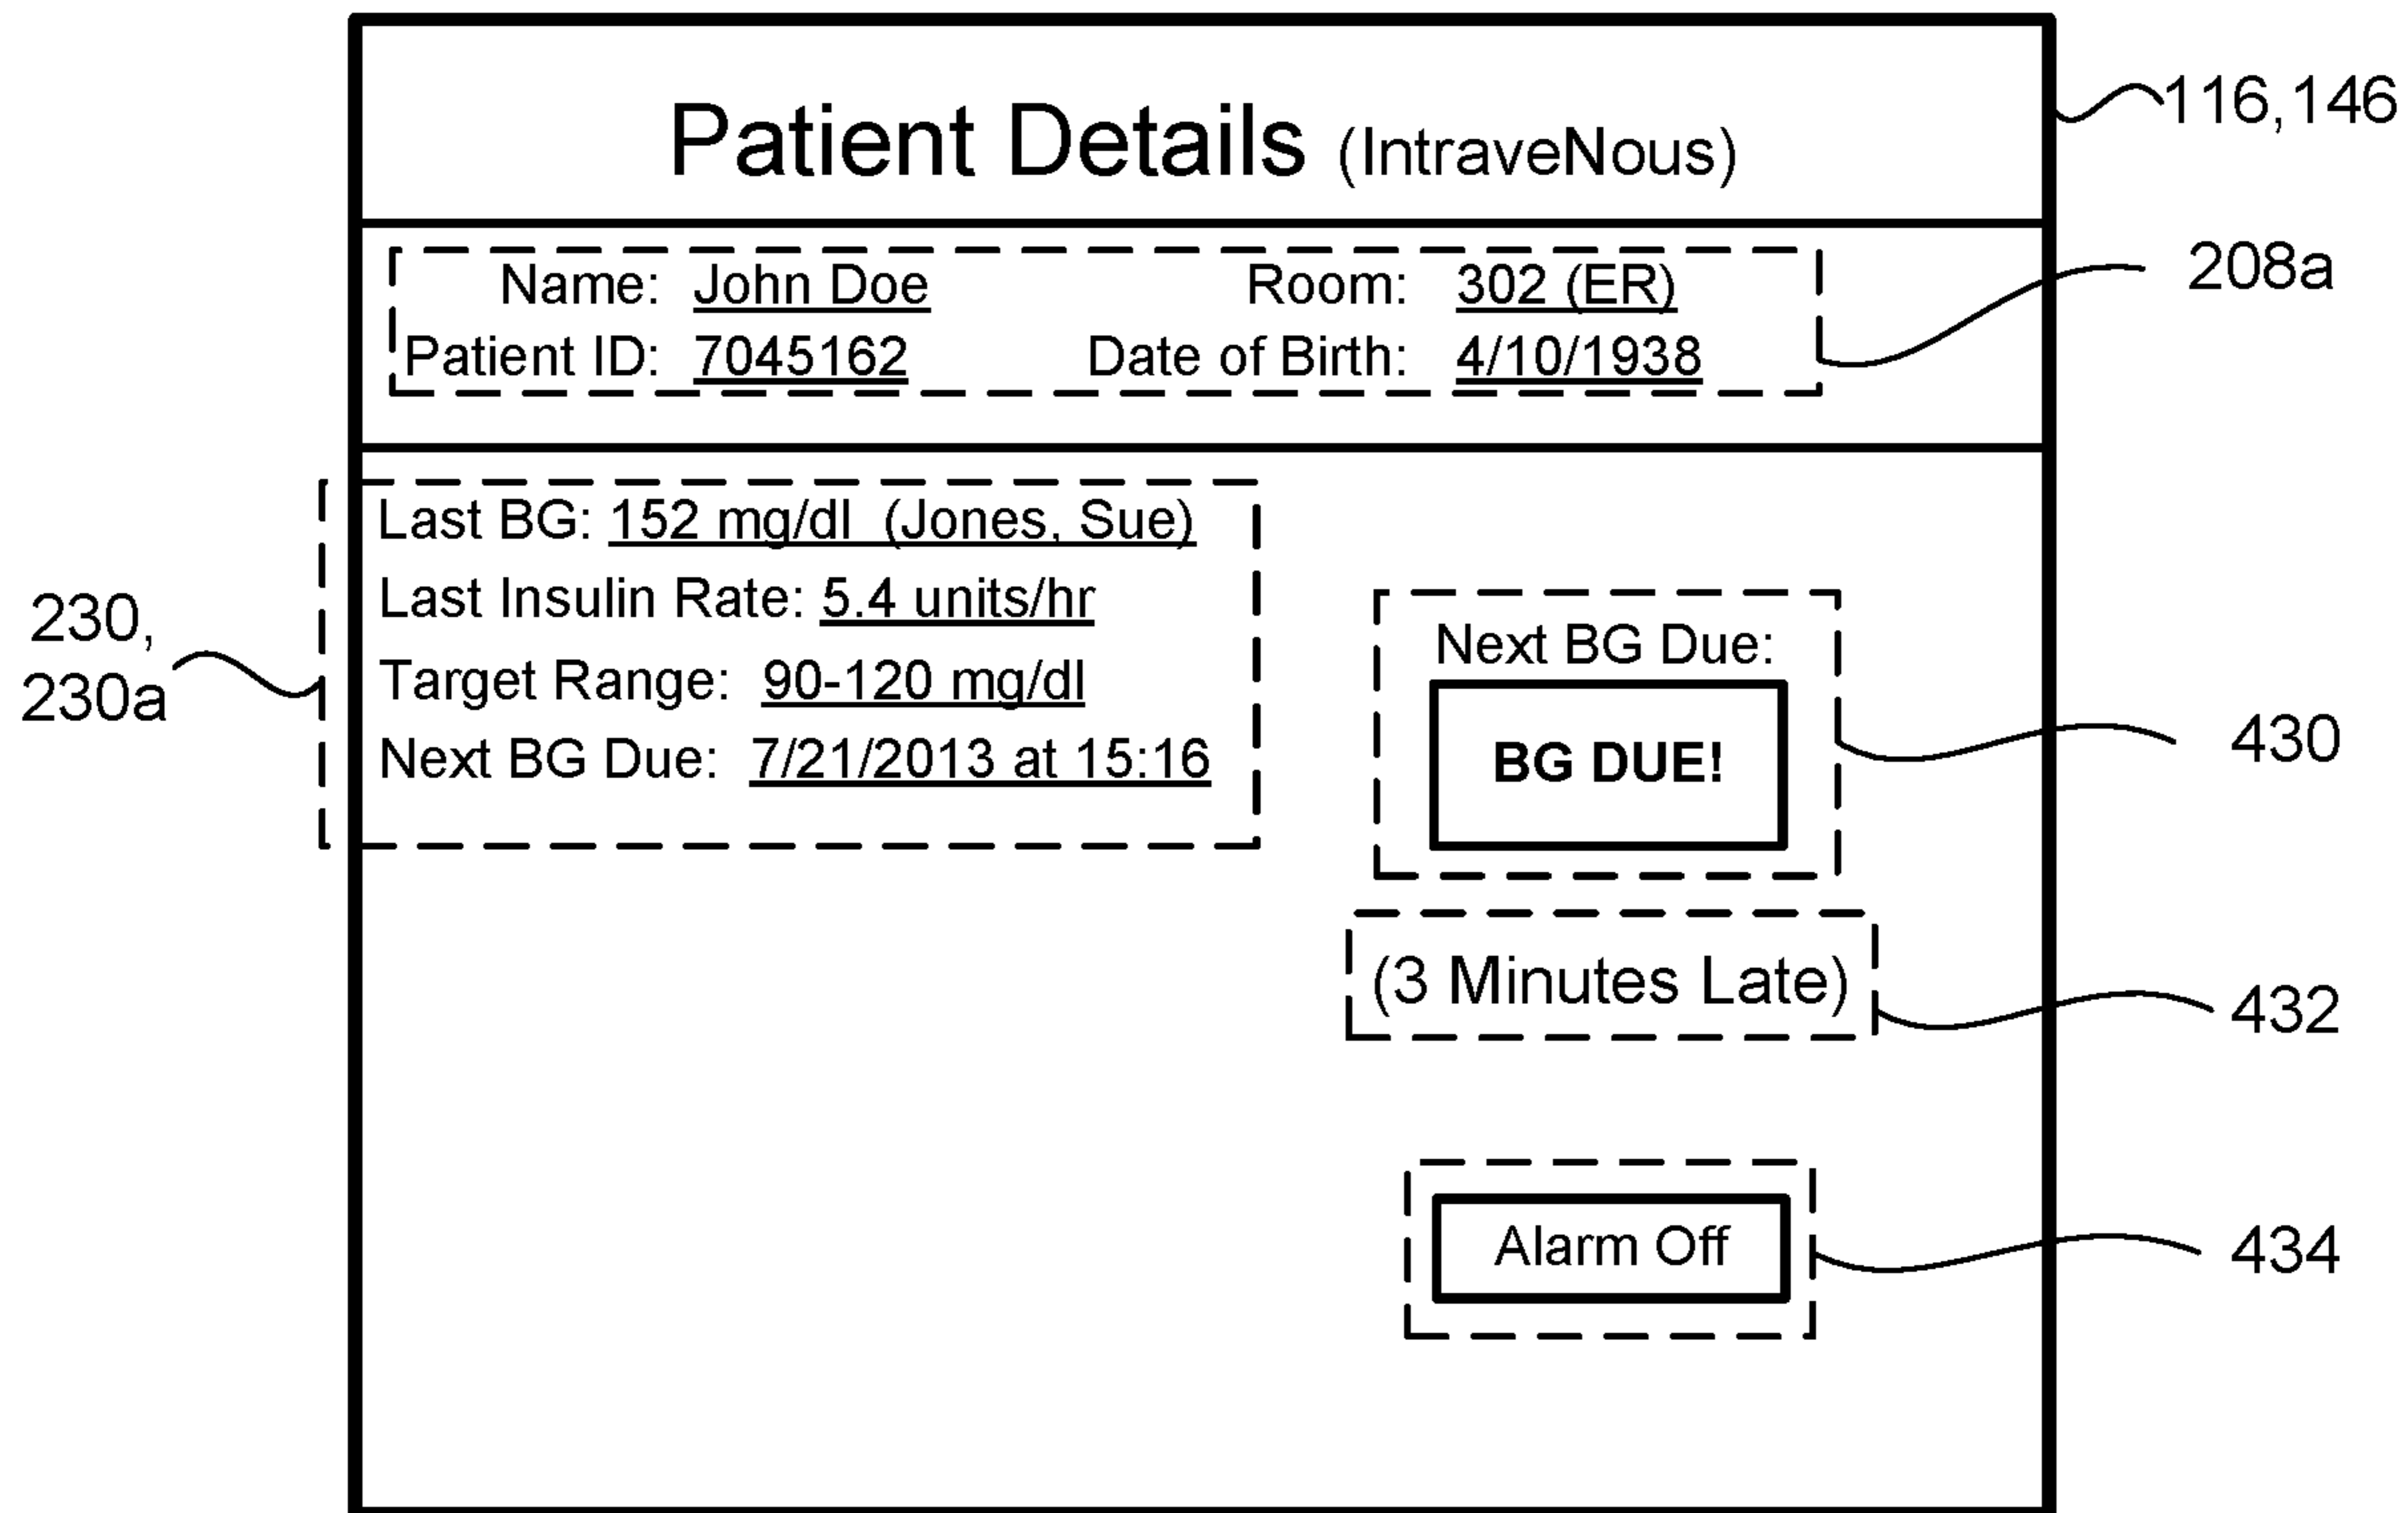 Patient Details (IntraveNous)
116,146
Name: John Doe Room: 302 (ER)
208a
Patient ID: 7045162 Date of Birth: 4/10/1938
Last BG: 152 mg/dl (Jones, Sue)
Last Insulin Rate: 5.4 units/hr
Target Range: 90-120 mg/dl
Next BG Due: 7/21/2013 at 15:16
230,
230a
Next BG Due:
BG DUE!
430
(3 Minutes Late)
432
Alarm Off
434